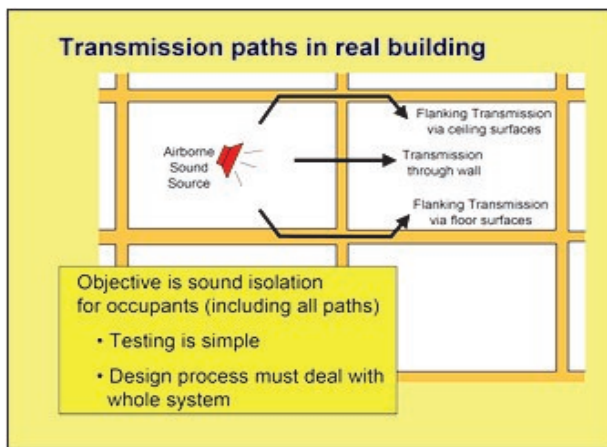 Transmission paths in real building
Airborne
Sound
Source
Flanking Transmission
via ceiling surfaces
Transmission
through wall
Flanking Transmission
via floor surfaces
Objective is sound isolation
for occupants (including all paths)
• Testing is simple
• Design process must deal with
whole system